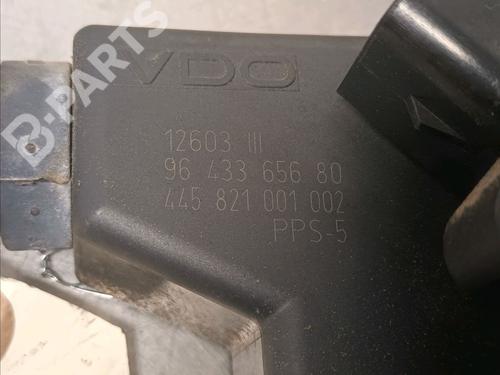 B-PARTS
VDO
12603 III
96 433 656 80
445 821 001 002
PPS-5